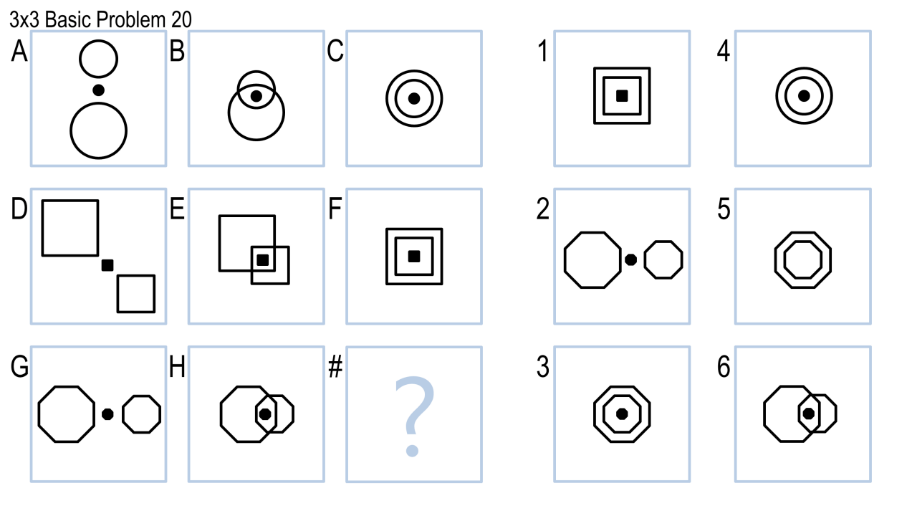 3x3 Basic Problem 20
A B C 1 4
D E F 2 5
G H # ? 3 6